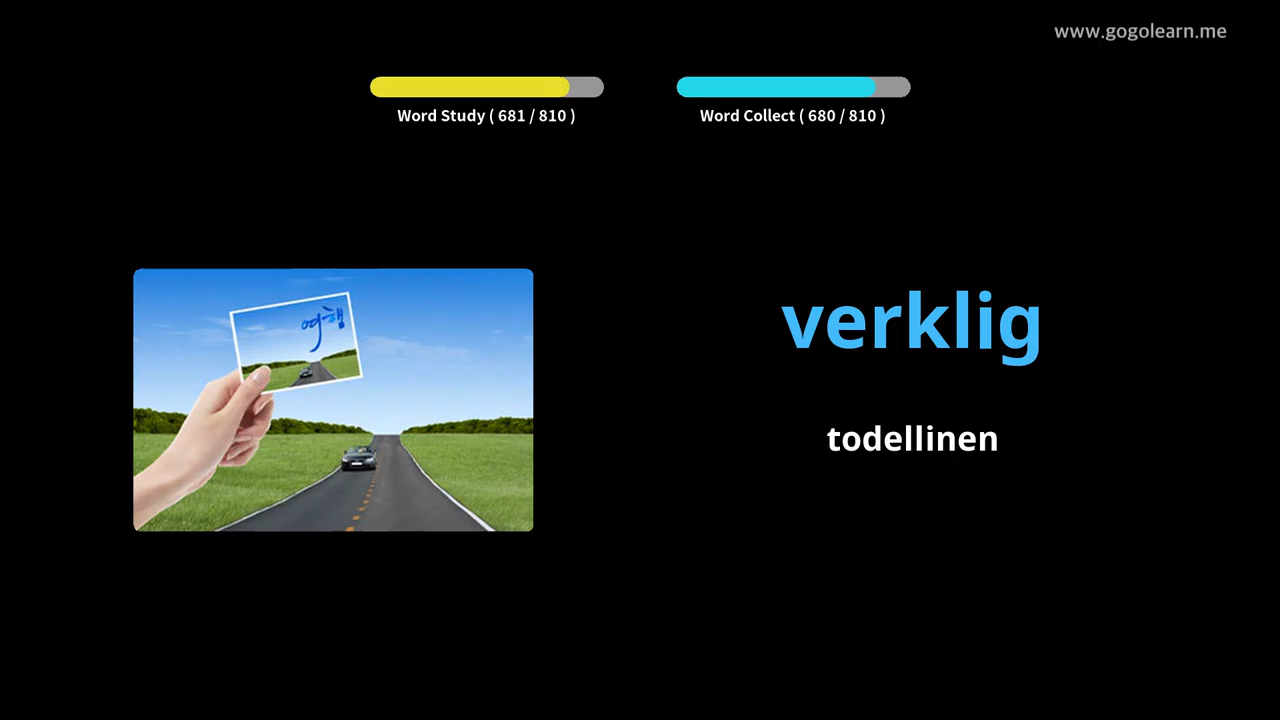 www.gogolearn.me
Word Study ( 681 / 810 )
Word Collect ( 680 / 810 )
여행
verklig
todellinen